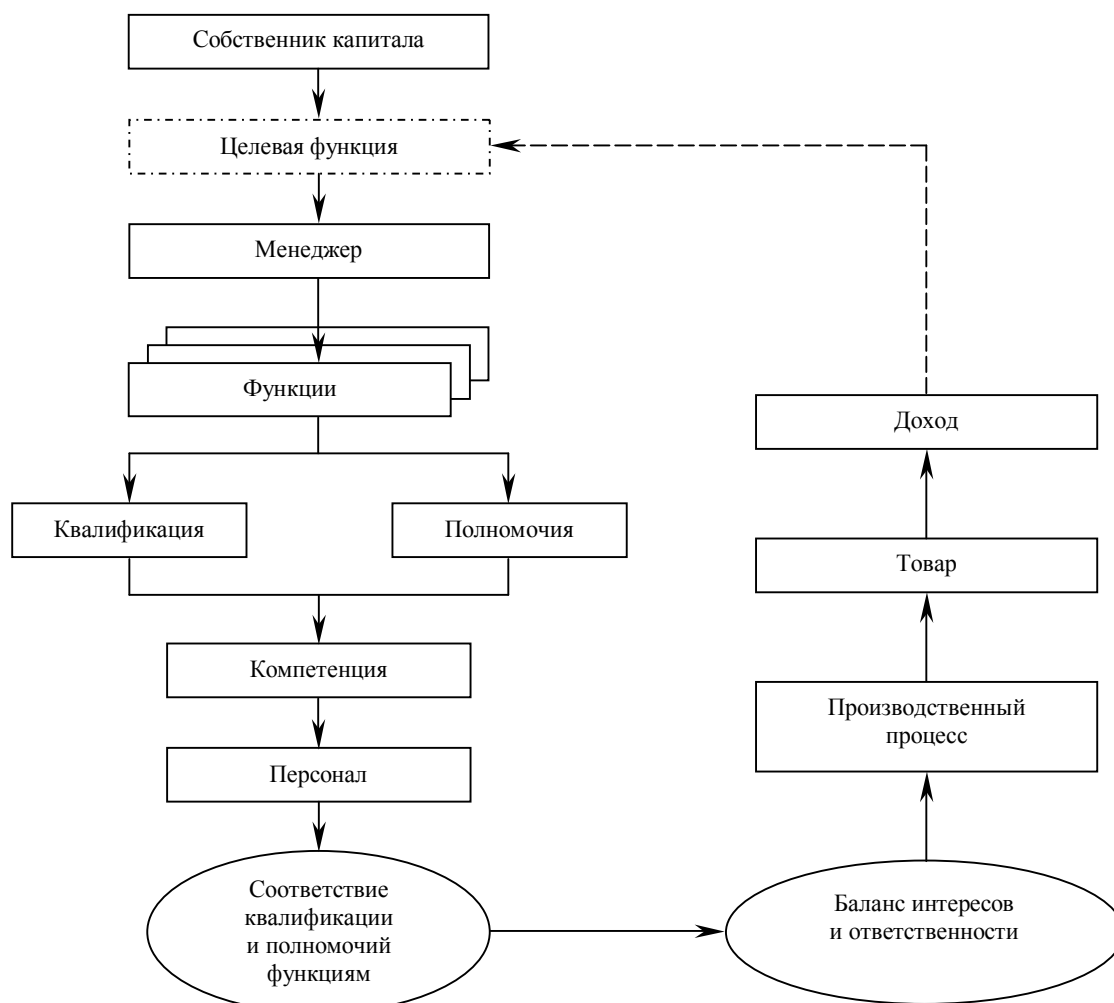 Собственник капитала
Целевая функция
Менеджер
Функции
Квалификация
Полномочия
Компетенция
Персонал
Соответствие
квалификации
и полномочий
функциям
Баланс интересов
и ответственности
Производственный
процесс
Товар
Доход